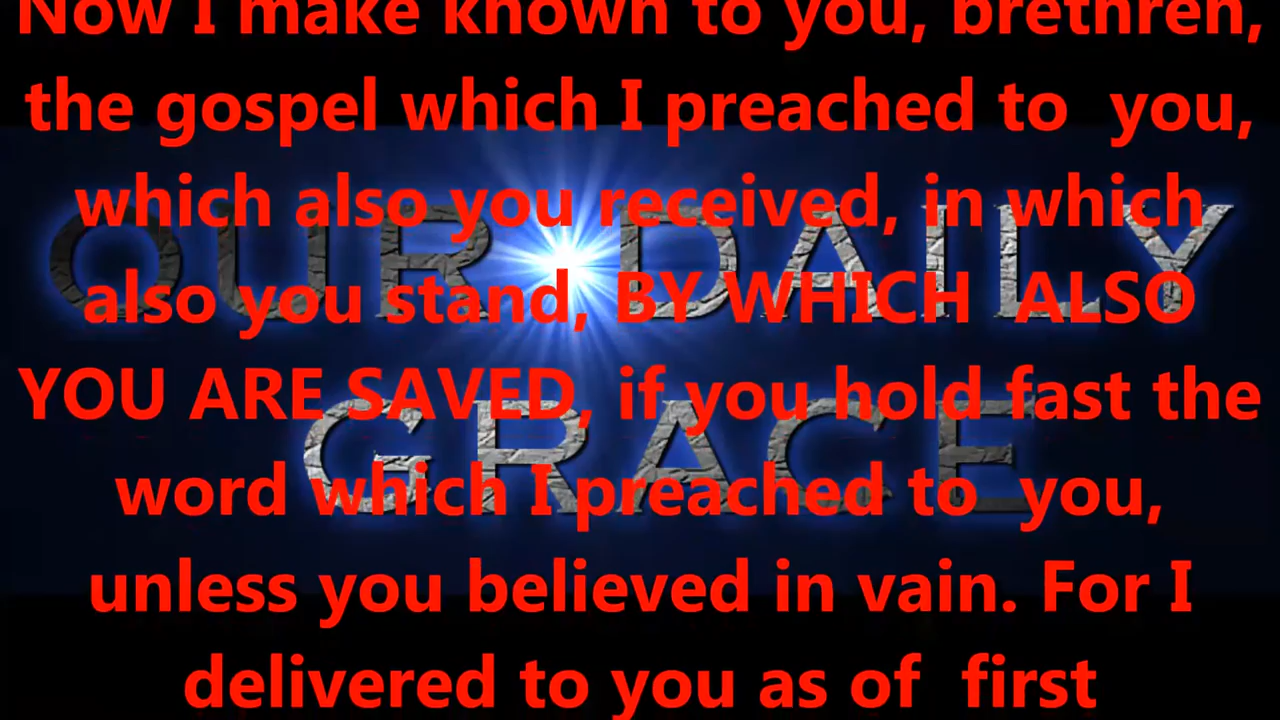 Now I make known to you, brethren,
the gospel which I preached to  you,
which also you received, in which
also you stand, BY WHICH  ALSO
YOU ARE SAVED, if you hold fast the
word which I preached to  you,
unless you believed in vain. For I
delivered to you as of  first
OUR DAILY
GRACE